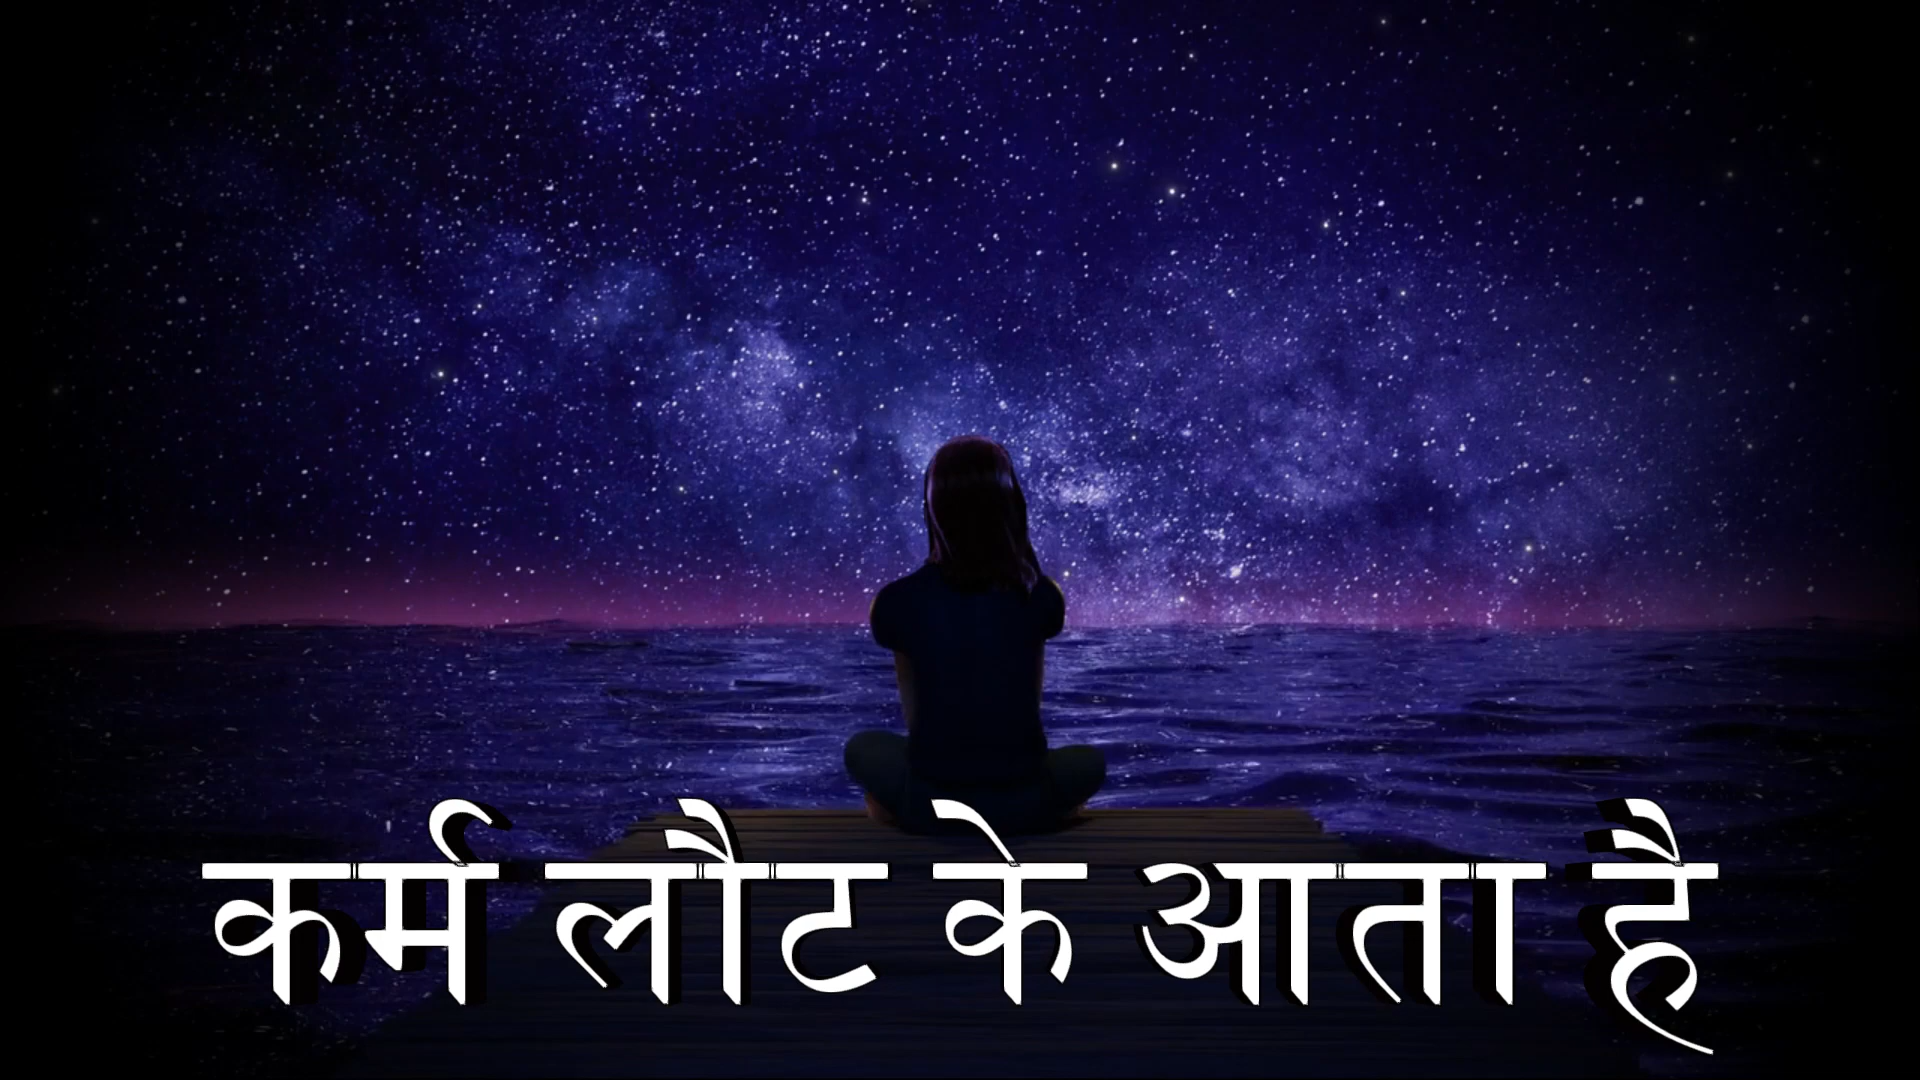 कर्म लौट के आता है